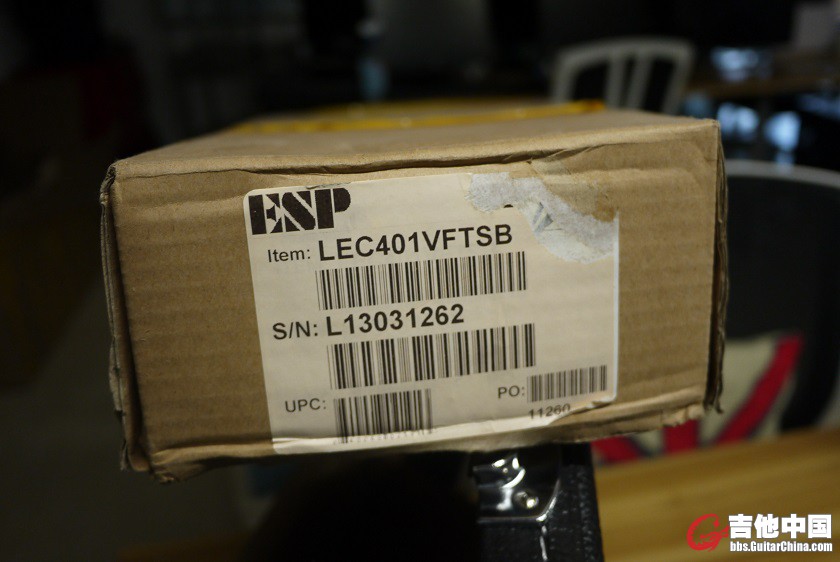 ESP
Item: LEC401VFTSB
S/N: L13031262
UPC:
PO:
11260
吉他中国
bbs.GuitarChina.com